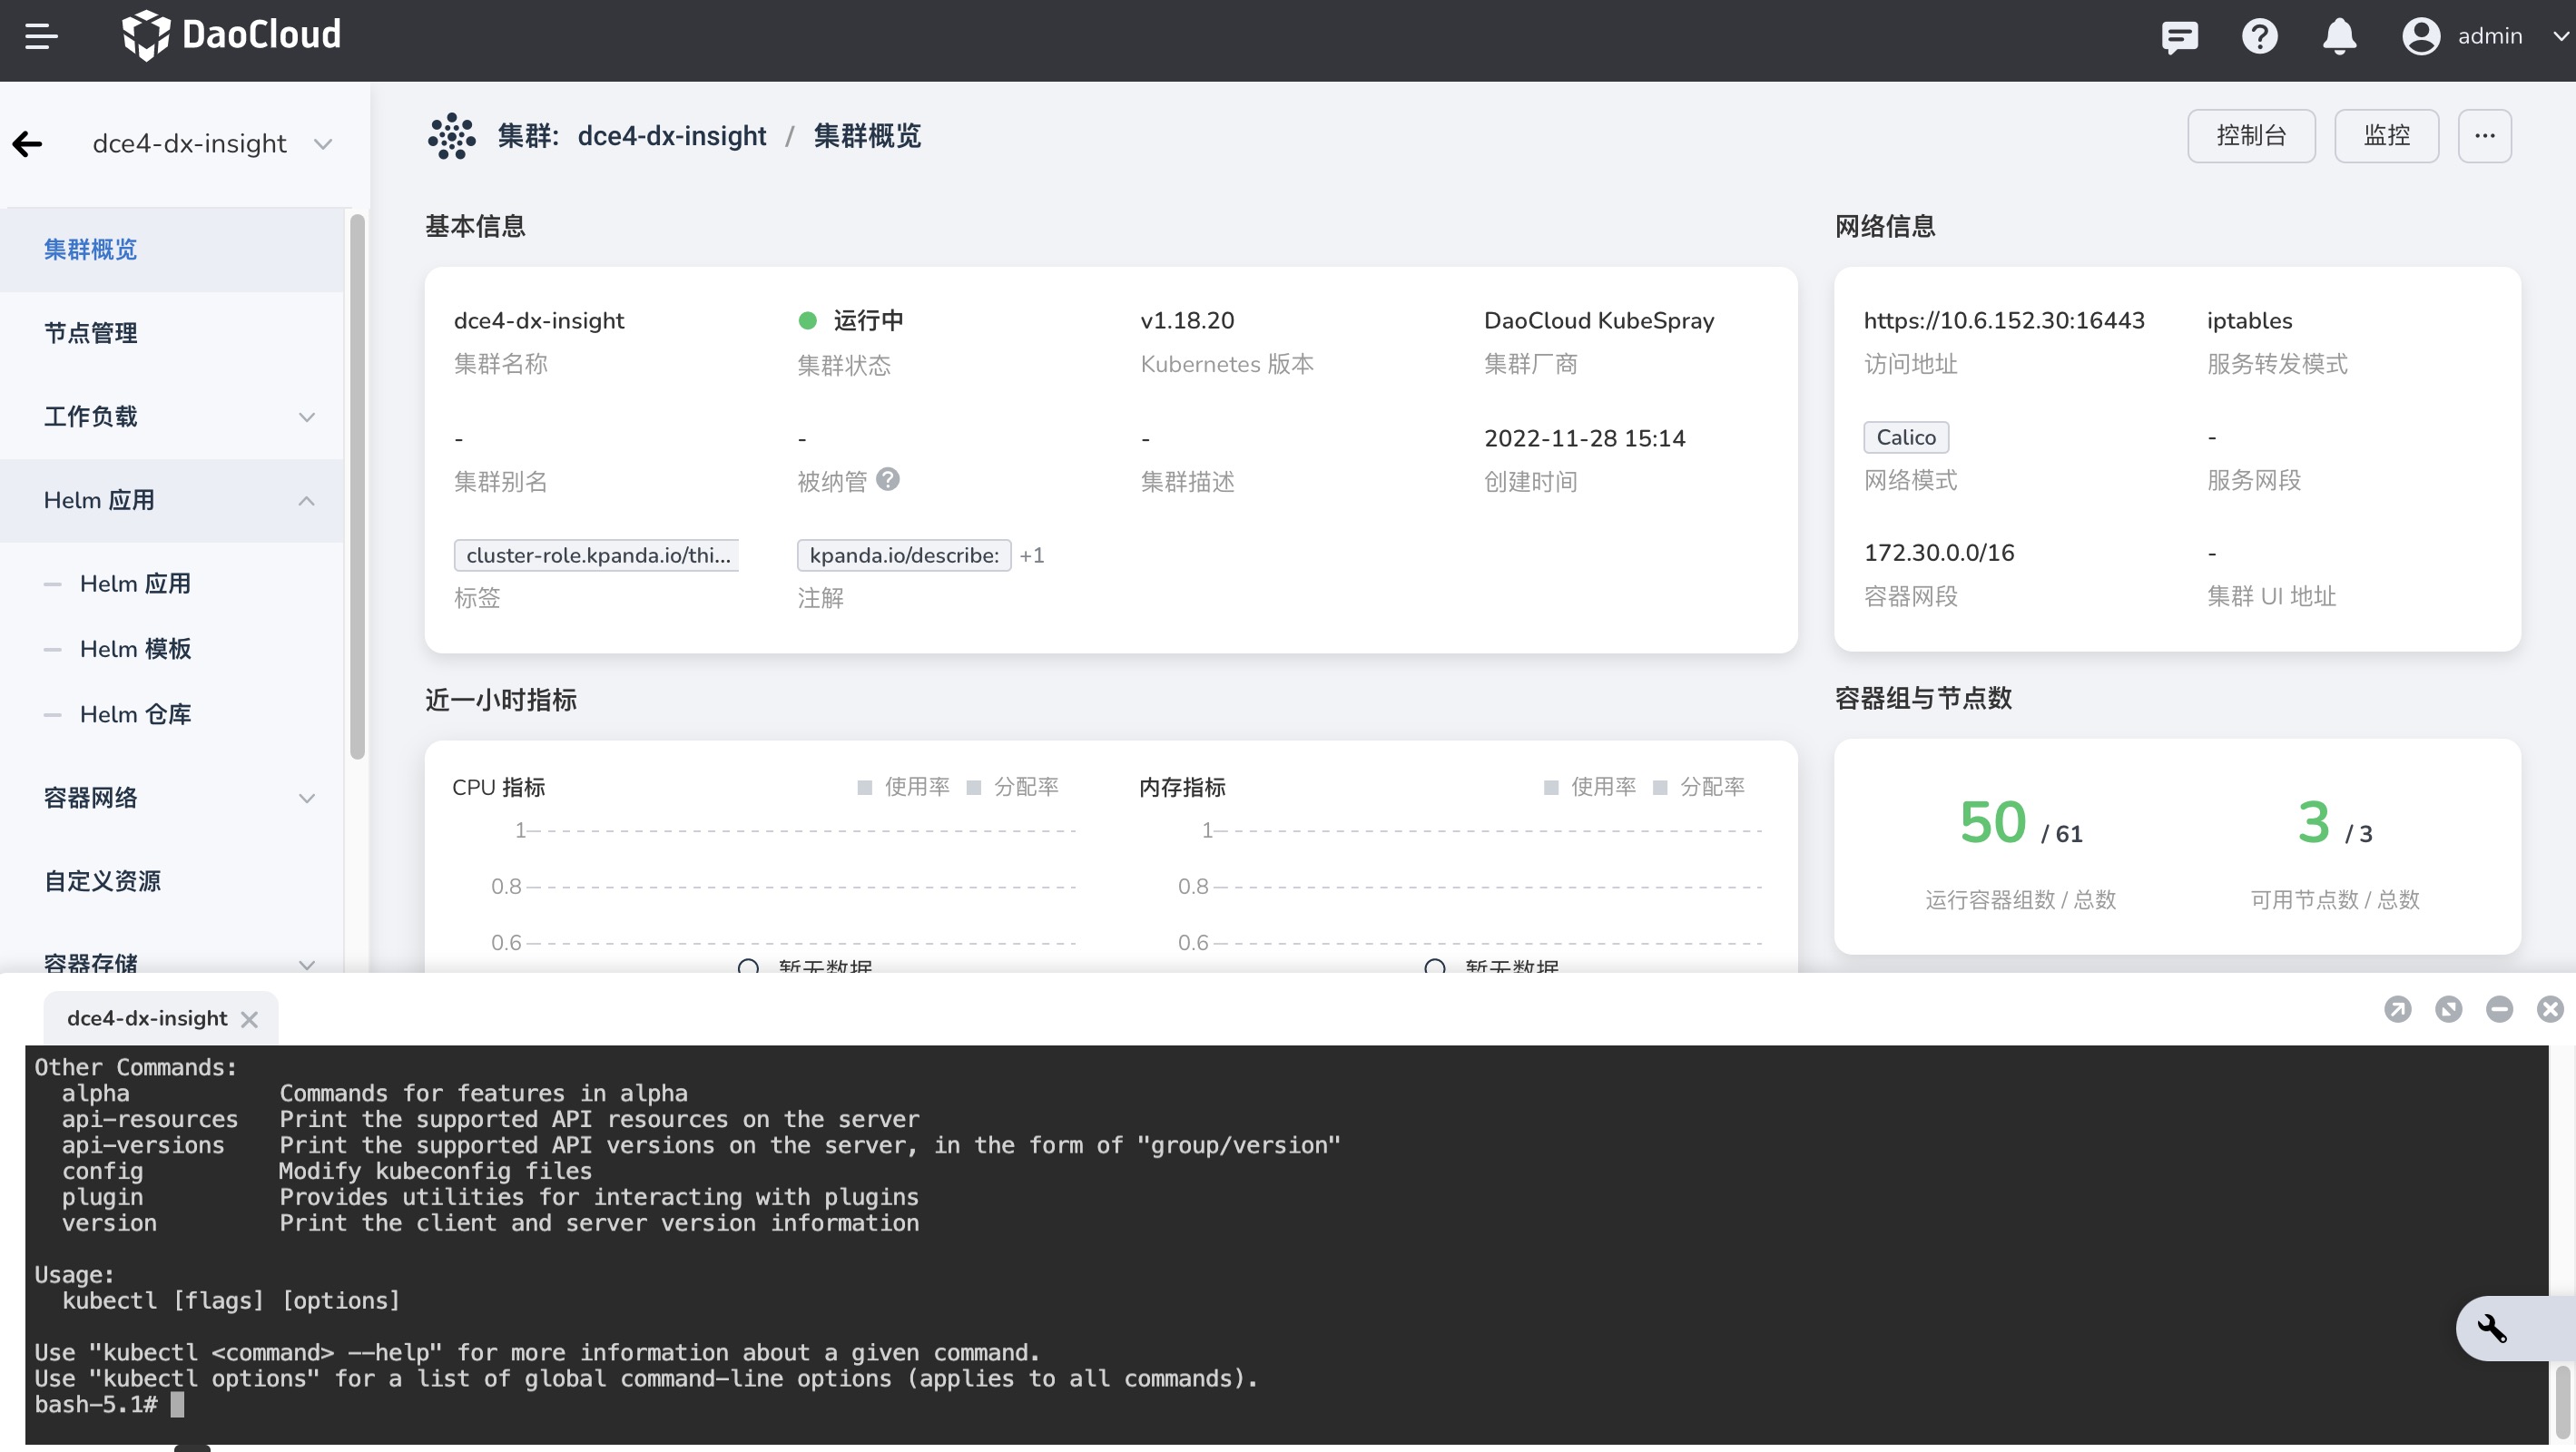 DaoCloud
admin
dce4-dx-insight
集群概览
节点管理
工作负载
Helm 应用
Helm 应用
Helm 模板
Helm 仓库
容器网络
自定义资源
容器存储
集群: dce4-dx-insight / 集群概览
控制台
监控
...
基本信息
dce4-dx-insight
集群名称
运行中
集群状态
v1.18.20
Kubernetes 版本
DaoCloud KubeSpray
集群厂商
-
集群别名
-
被纳管 ?
-
集群描述
2022-11-28 15:14
创建时间
cluster-role.kpanda.io/thi...
标签
kpanda.io/describe: +1
注解
网络信息
https://10.6.152.30:16443
访问地址
iptables
服务转发模式
Calico
网络模式
-
服务网段
172.30.0.0/16
容器网段
-
集群 UI 地址
近一小时指标
CPU 指标
使用率 分配率
1
0.8
0.6
暂无数据
内存指标
使用率 分配率
1
0.8
0.6
暂无数据
容器组与节点数
50 / 61
运行容器组数 / 总数
3 / 3
可用节点数 / 总数
dce4-dx-insight
Other Commands:
alpha Commands for features in alpha
api-resources Print the supported API resources on the server
api-versions Print the supported API versions on the server, in the form of "group/version"
config Modify kubeconfig files
plugin Provides utilities for interacting with plugins
version Print the client and server version information
Usage:
kubectl [flags] [options]
Use "kubectl <command> --help" for more information about a given command.
Use "kubectl options" for a list of global command-line options (applies to all commands).
bash-5.1#